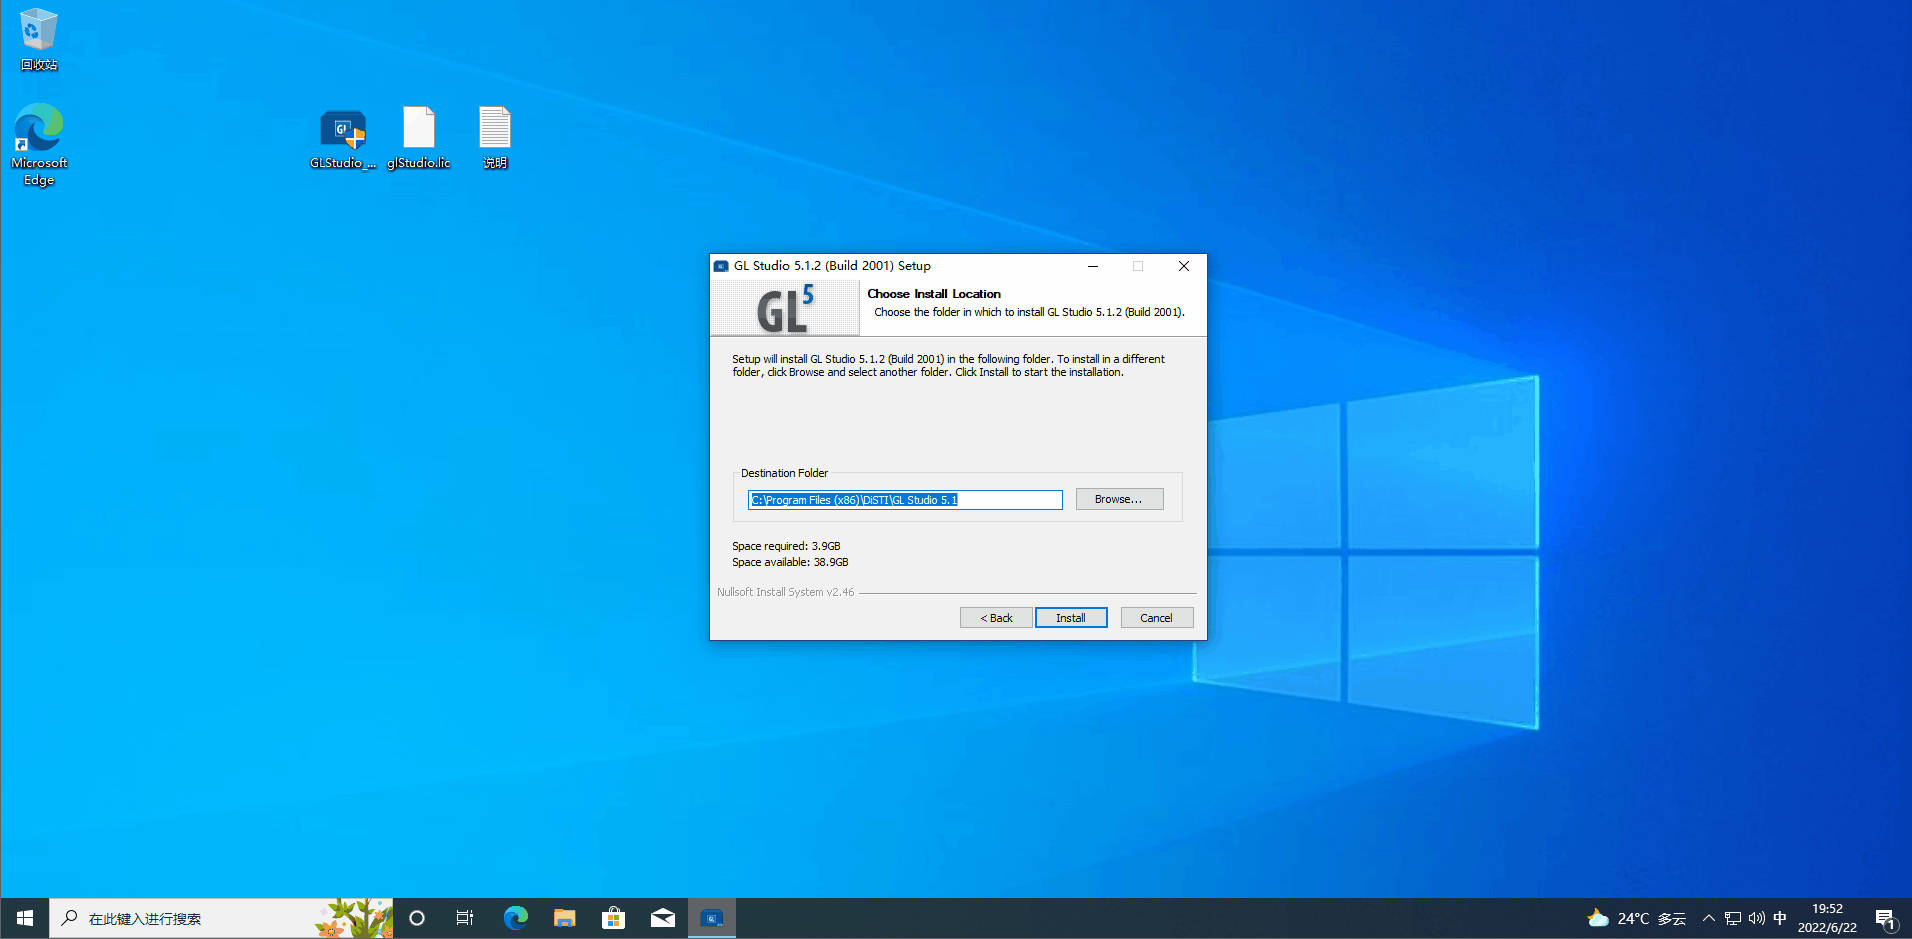 回收站
Microsoft
Edge
GLStudio_...
glStudio.lic
说明
GL Studio 5.1.2 (Build 2001) Setup
GL5
Choose Install Location
Choose the folder in which to install GL Studio 5.1.2 (Build 2001).
Setup will install GL Studio 5.1.2 (Build 2001) in the following folder. To install in a different
folder, click Browse and select another folder. Click Install to start the installation.
Destination Folder
C:\Program Files (x86)\DiSTI\GL Studio 5.1
Browse...
Space required: 3.9GB
Space available: 38.9GB
Nullsoft Install System v2.46
< Back
Install
Cancel
在此键入进行搜索
24°C 多云
中
19:52
2022/6/22
1